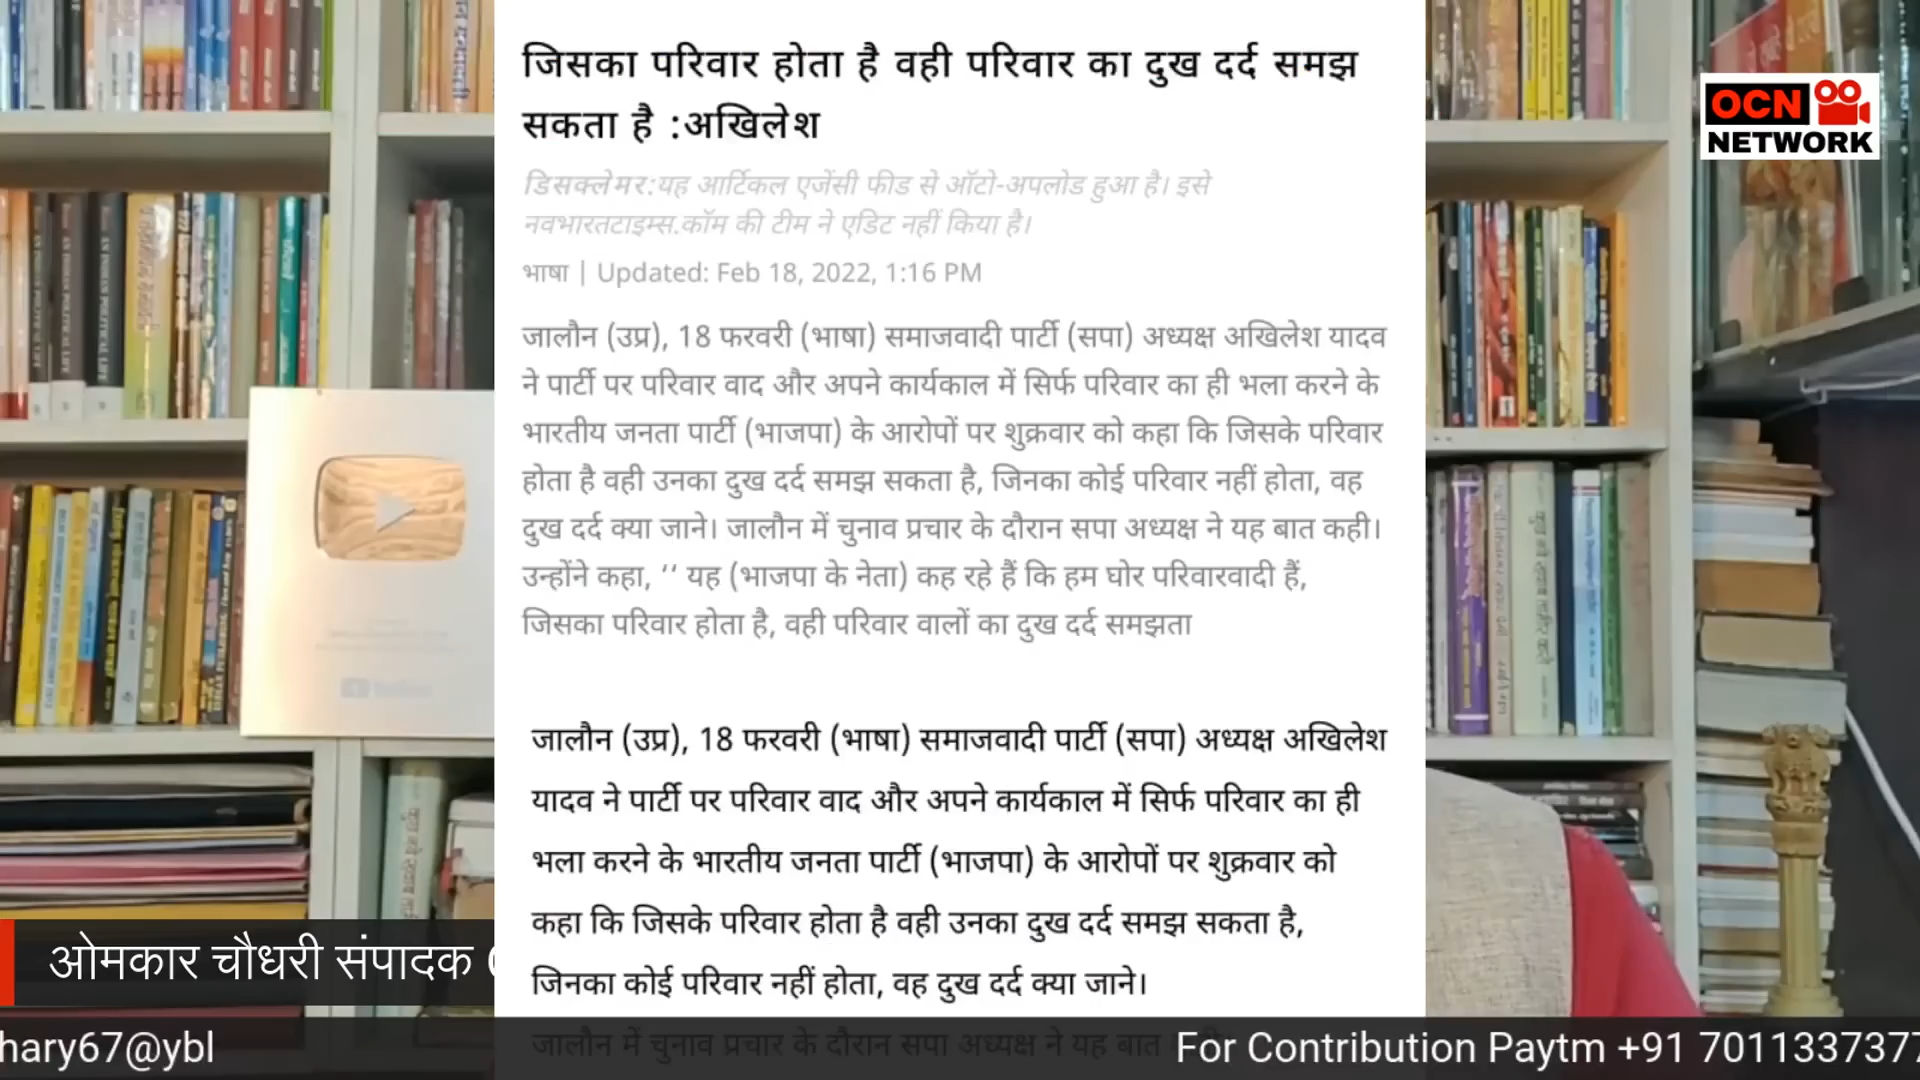 जिसका परिवार होता है वही परिवार का दुख दर्द समझ
सकता है :अखिलेश
डिसक्लेमर:यह आर्टिकल एजेंसी फीड से ऑटो-अपलोड हुआ है। इसे
नवभारतटाइम्स.कॉम की टीम ने एडिट नहीं किया है।
भाषा | Updated: Feb 18, 2022, 1:16 PM
जालौन (उप्र), 18 फरवरी (भाषा) समाजवादी पार्टी (सपा) अध्यक्ष अखिलेश यादव
ने पार्टी पर परिवार वाद और अपने कार्यकाल में सिर्फ परिवार का ही भला करने के
भारतीय जनता पार्टी (भाजपा) के आरोपों पर शुक्रवार को कहा कि जिसके परिवार
होता है वही उनका दुख दर्द समझ सकता है, जिनका कोई परिवार नहीं होता, वह
दुख दर्द क्या जाने। जालौन में चुनाव प्रचार के दौरान सपा अध्यक्ष ने यह बात कही।
उन्होंने कहा, ‘‘ यह (भाजपा के नेता) कह रहे हैं कि हम घोर परिवारवादी हैं,
जिसका परिवार होता है, वही परिवार वालों का दुख दर्द समझता
जालौन (उप्र), 18 फरवरी (भाषा) समाजवादी पार्टी (सपा) अध्यक्ष अखिलेश
यादव ने पार्टी पर परिवार वाद और अपने कार्यकाल में सिर्फ परिवार का ही
भला करने के भारतीय जनता पार्टी (भाजपा) के आरोपों पर शुक्रवार को
कहा कि जिसके परिवार होता है वही उनका दुख दर्द समझ सकता है,
जिनका कोई परिवार नहीं होता, वह दुख दर्द क्या जाने।
जालौन में चुनाव प्रचार के दौरान सपा अध्यक्ष ने यह बात
OCN
NETWORK
ओमकार चौधरी संपादक
hary67@ybl
For Contribution Paytm +91 7011337377